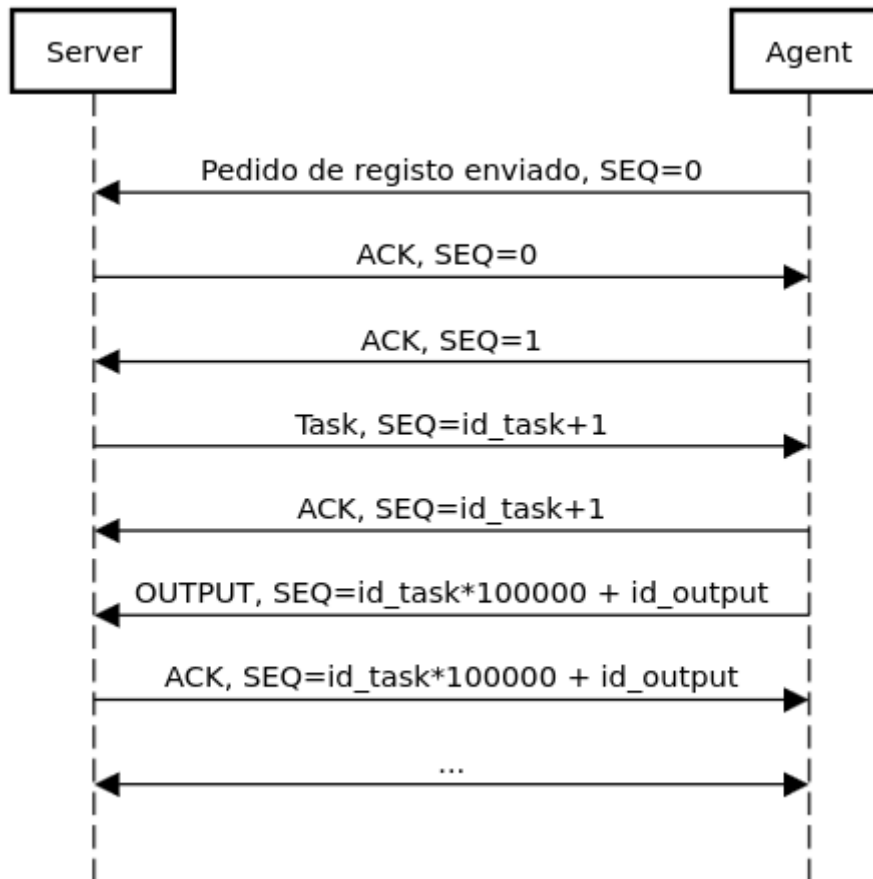 Server
Agent
Pedido de registo enviado, SEQ=0
ACK, SEQ=0
ACK, SEQ=1
Task, SEQ=id_task+1
ACK, SEQ=id_task+1
OUTPUT, SEQ=id_task*100000 + id_output
ACK, SEQ=id_task*100000 + id_output
...